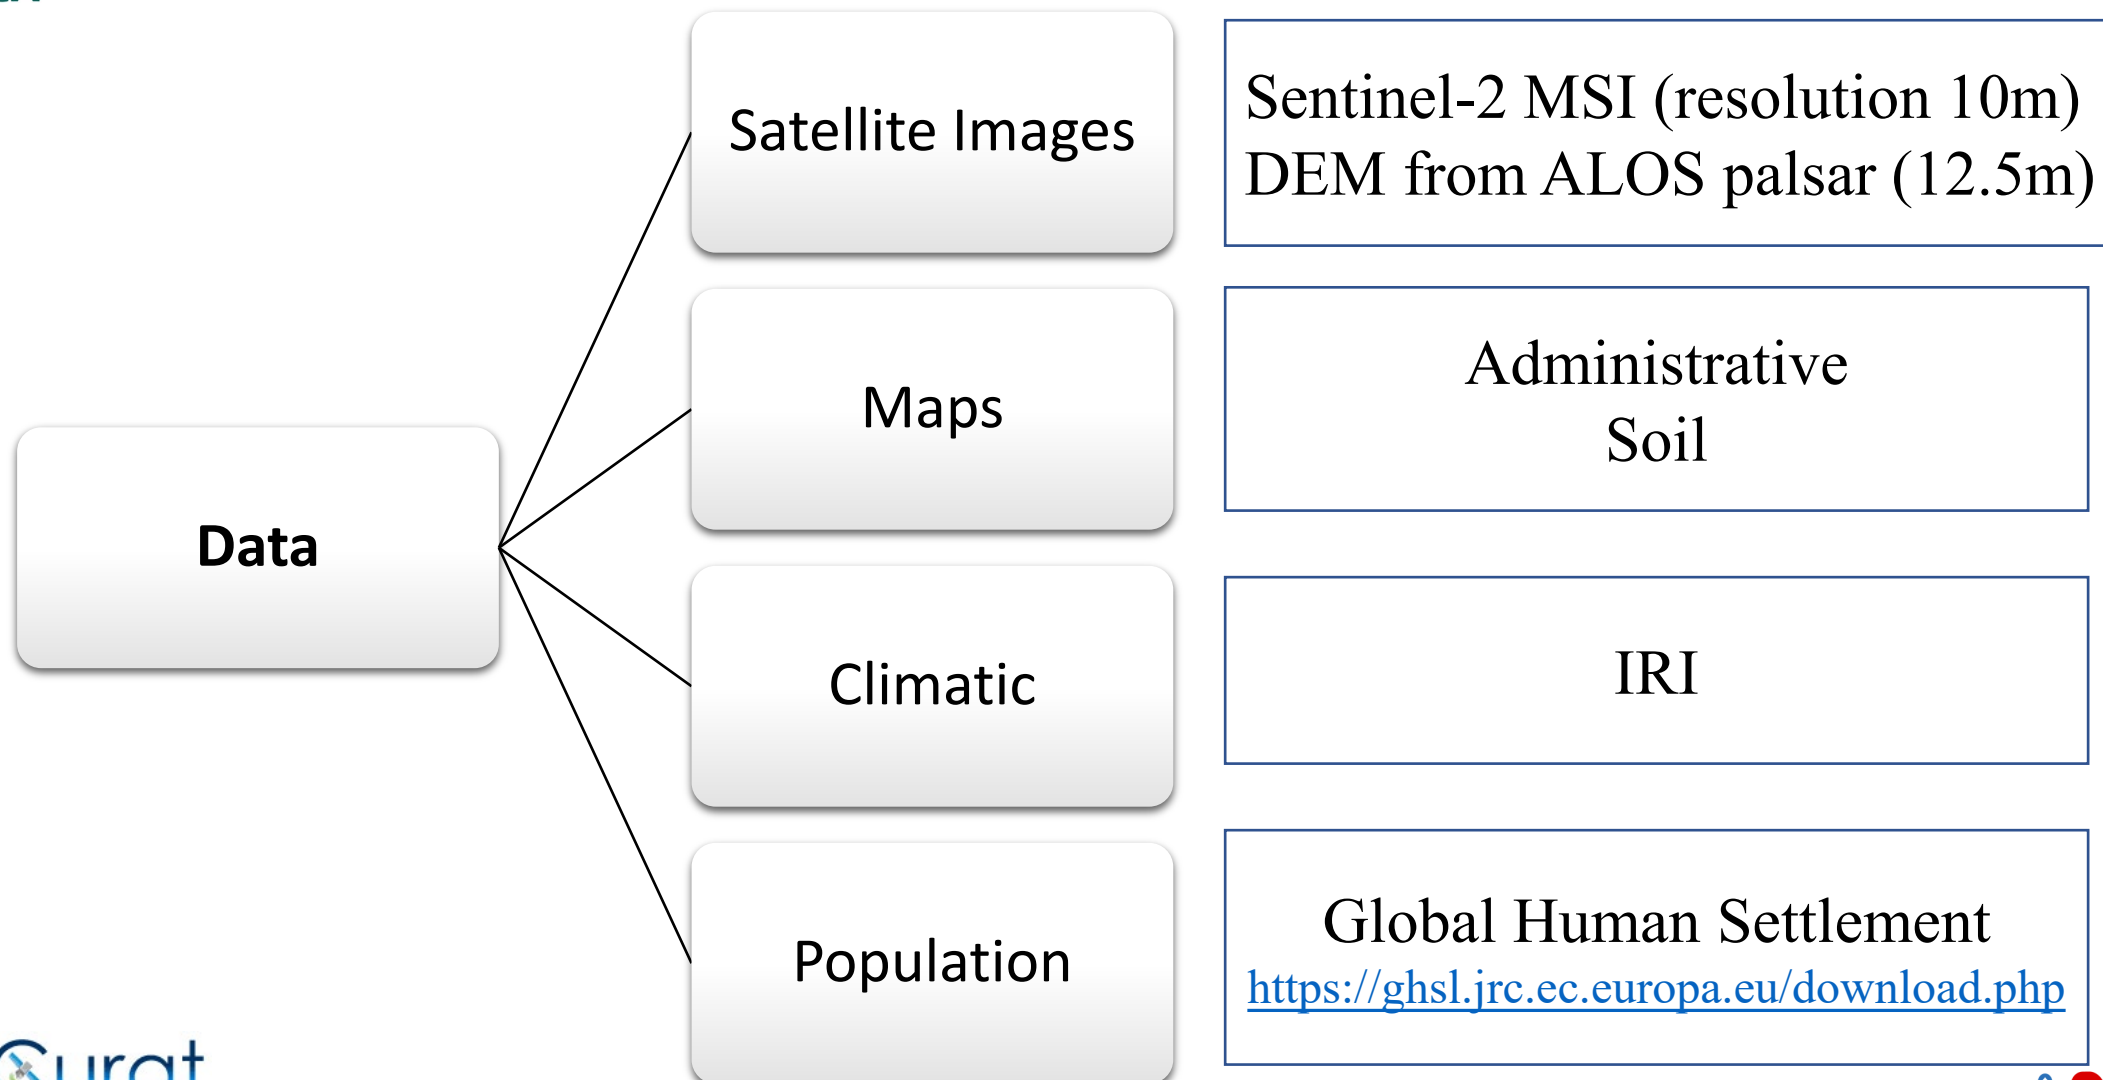 Data
Satellite Images
Sentinel-2 MSI (resolution 10m)
DEM from ALOS palsar (12.5m)
Maps
Administrative
Soil
Climatic
IRI
Population
Global Human Settlement
https://ghsl.jrc.ec.europa.eu/download.php
Curat